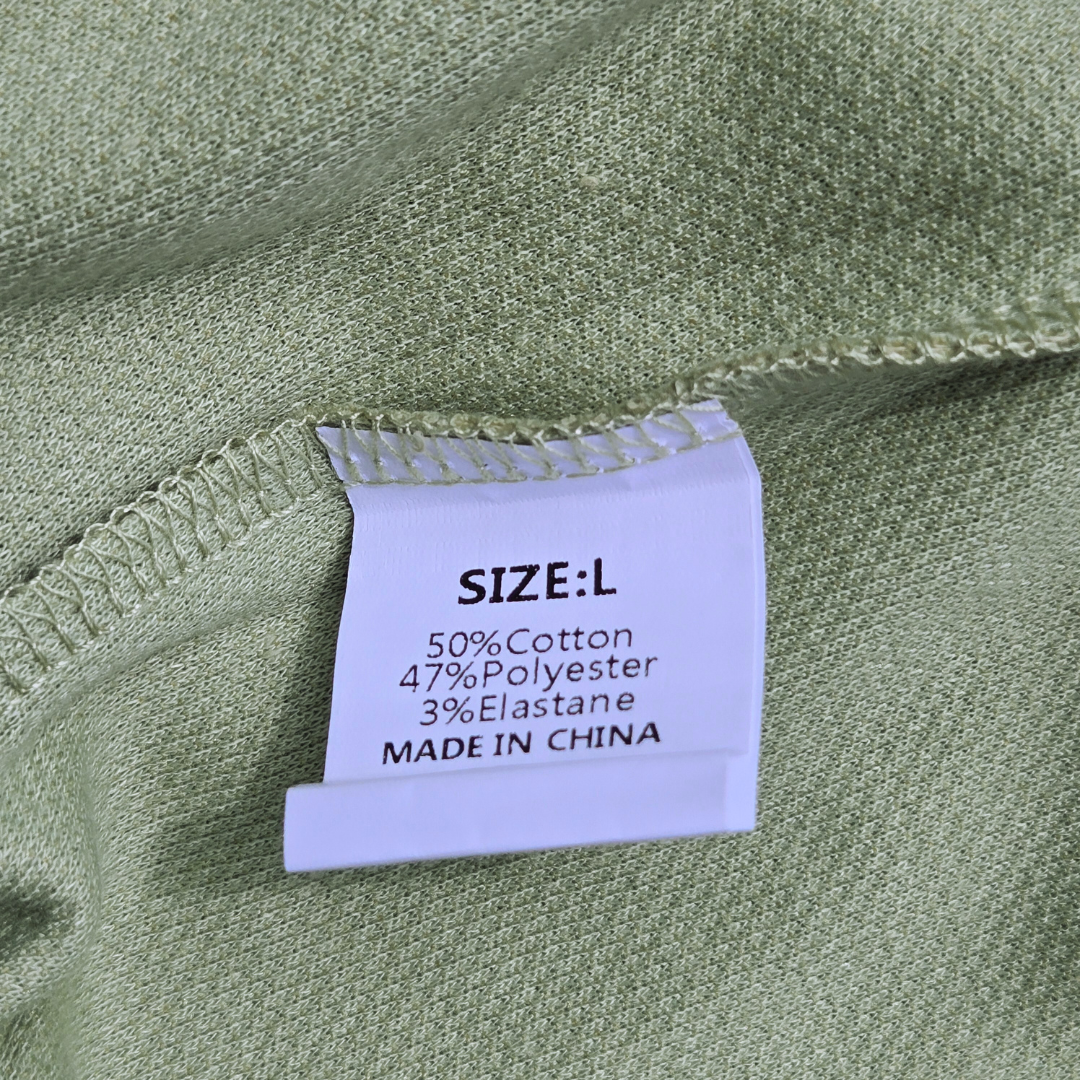 SIZE:L
50%Cotton
47%Polyester
3%Elastane
MADE IN CHINA